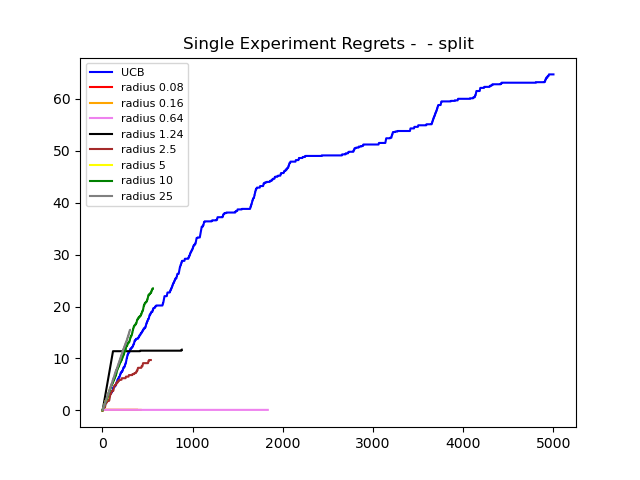 Single Experiment Regrets -  - split
UCB
radius 0.08
radius 0.16
radius 0.64
radius 1.24
radius 2.5
radius 5
radius 10
radius 25
60
50
40
30
20
10
0
0 1000 2000 3000 4000 5000